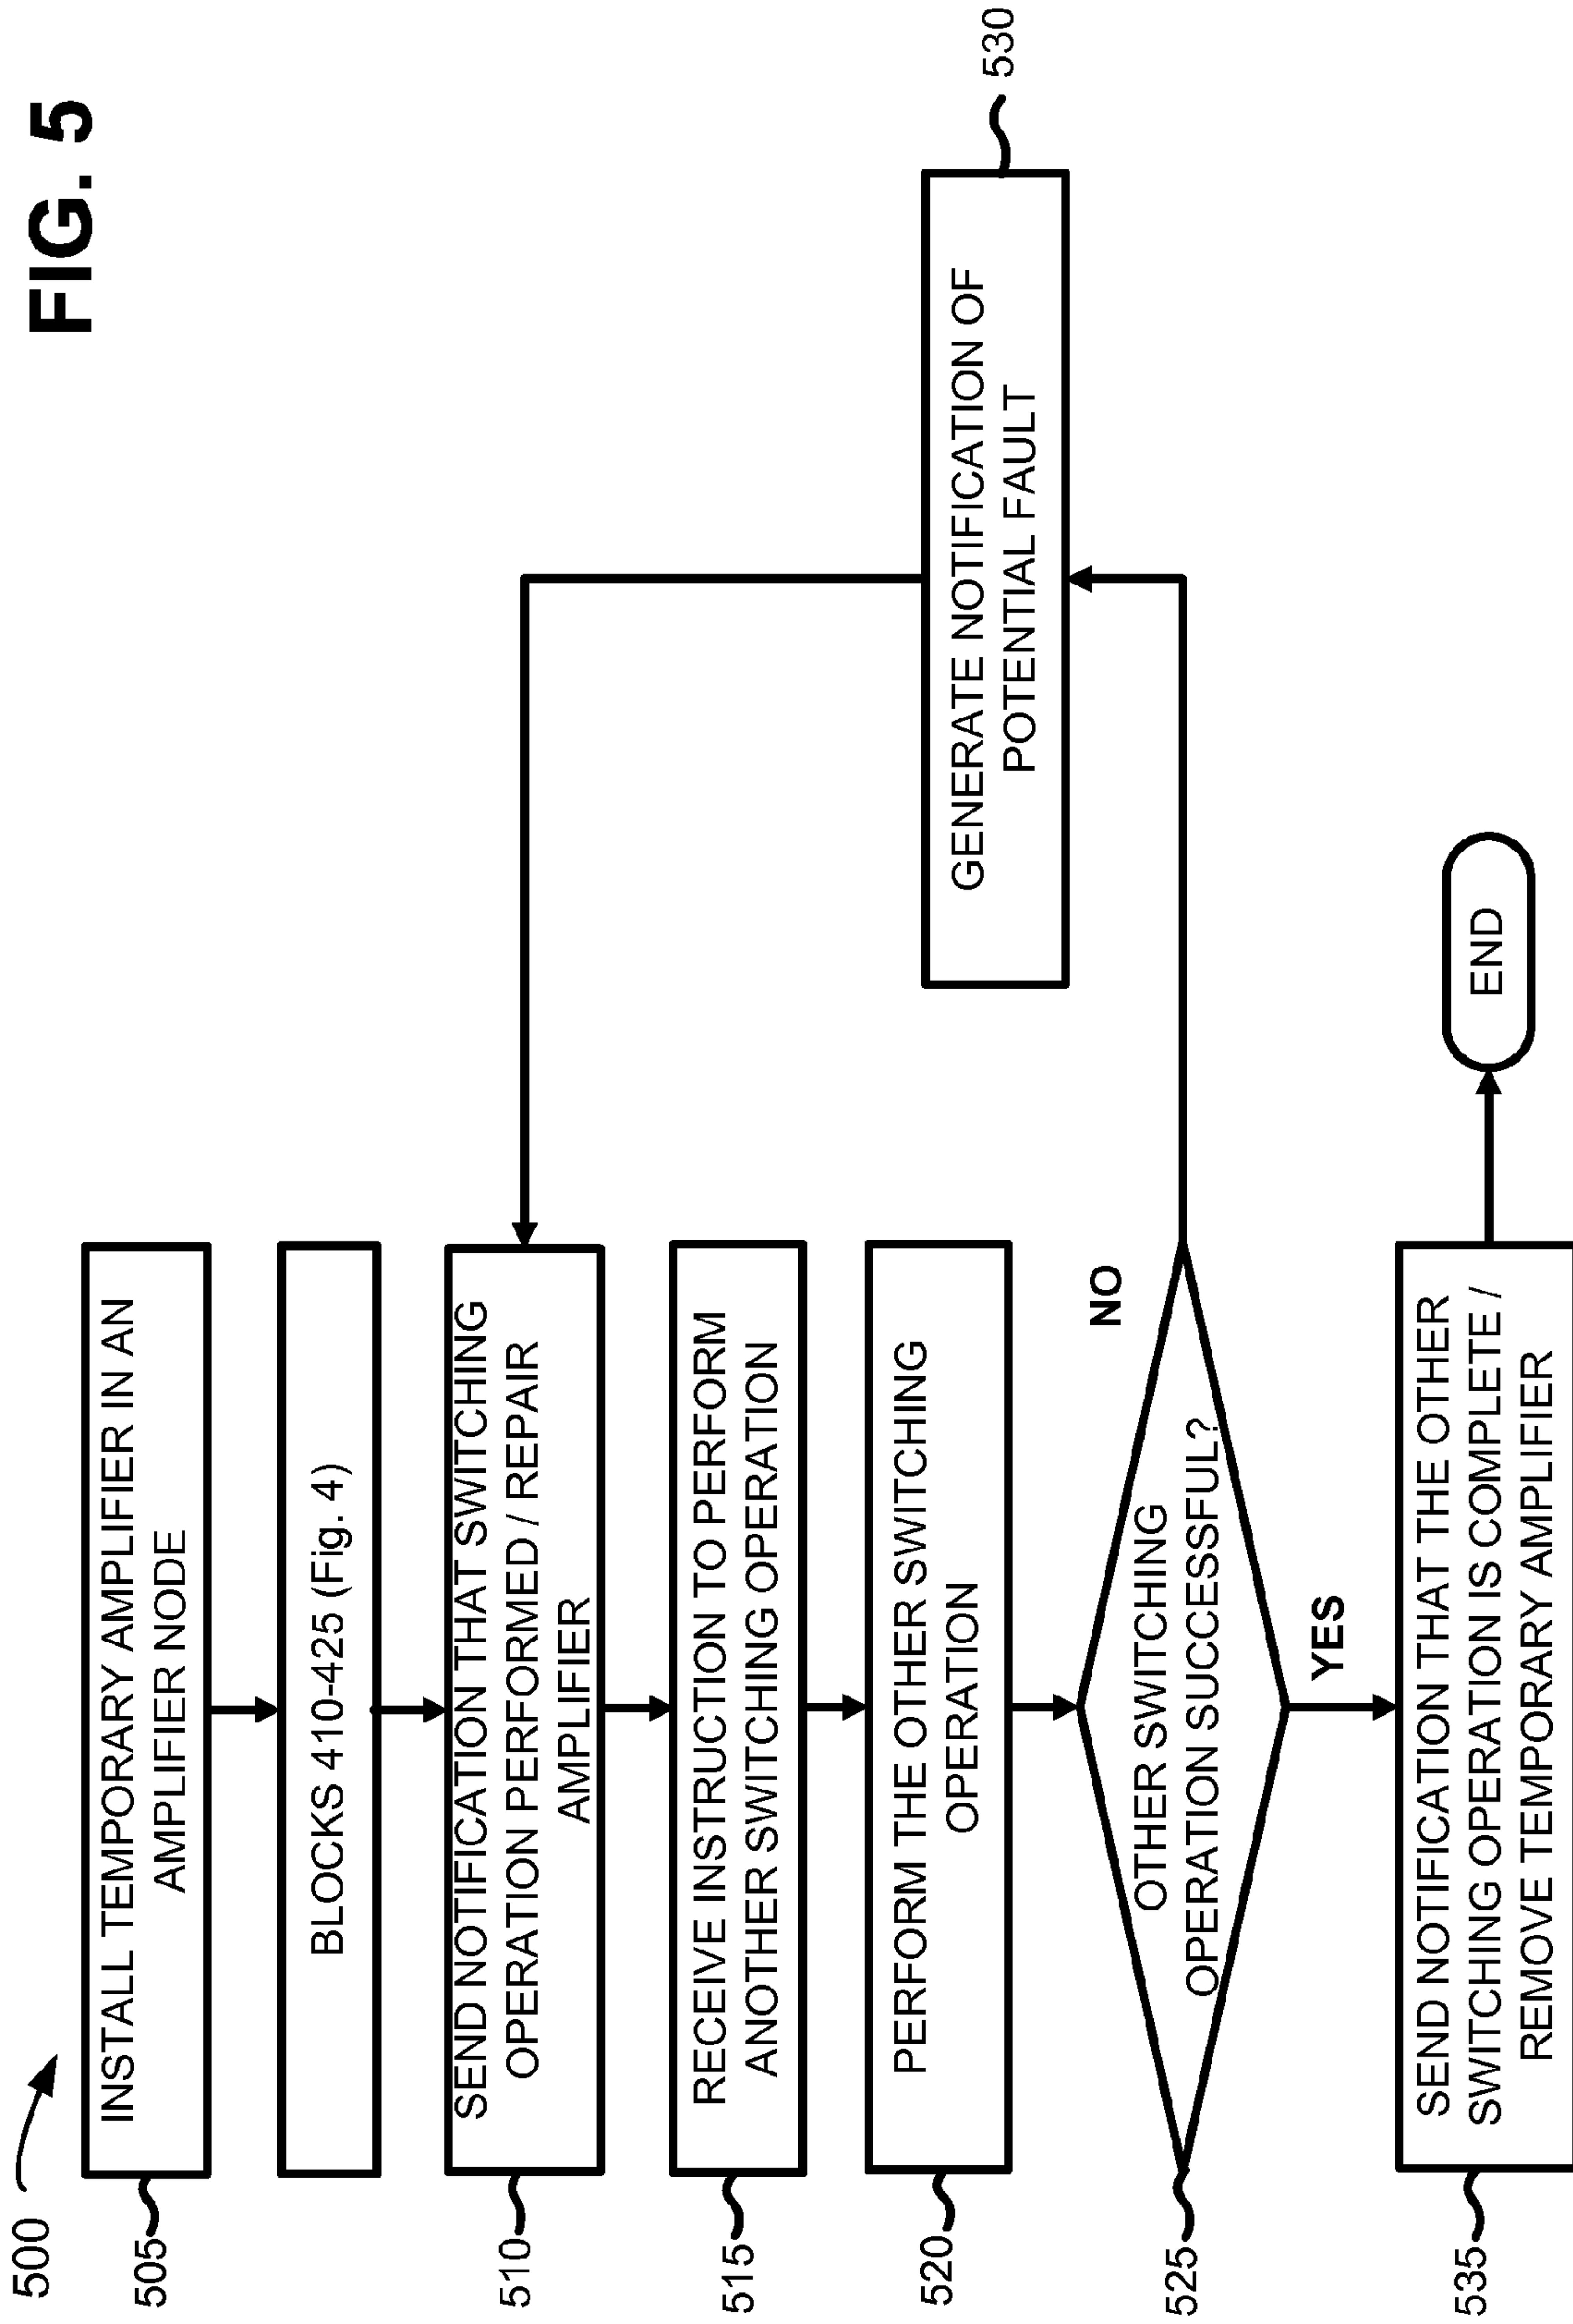 FIG. 5
500
505
INSTALL TEMPORARY AMPLIFIER IN AN
AMPLIFIER NODE
BLOCKS 410-425 (Fig. 4)
510
SEND NOTIFICATION THAT SWITCHING
OPERATION PERFORMED / REPAIR
AMPLIFIER
515
RECEIVE INSTRUCTION TO PERFORM
ANOTHER SWITCHING OPERATION
520
PERFORM THE OTHER SWITCHING
OPERATION
530
GENERATE NOTIFICATION OF
POTENTIAL FAULT
525
OTHER SWITCHING
OPERATION SUCCESSFUL?
NO
YES
535
SEND NOTIFICATION THAT THE OTHER
SWITCHING OPERATION IS COMPLETE /
REMOVE TEMPORARY AMPLIFIER
END